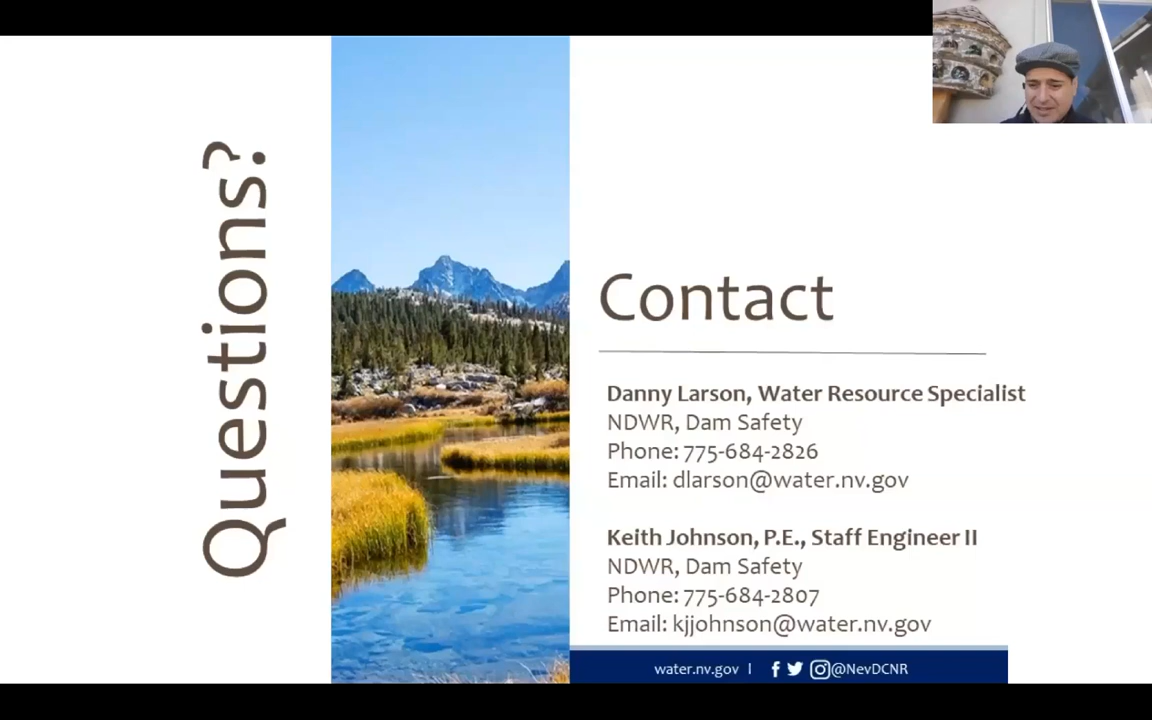 Questions?
Contact
Danny Larson, Water Resource Specialist
NDWR, Dam Safety
Phone: 775-684-2826
Email: dlarson@water.nv.gov
Keith Johnson, P.E., Staff Engineer II
NDWR, Dam Safety
Phone: 775-684-2807
Email: kjjohnson@water.nv.gov
water.nv.gov | @NevDCNR